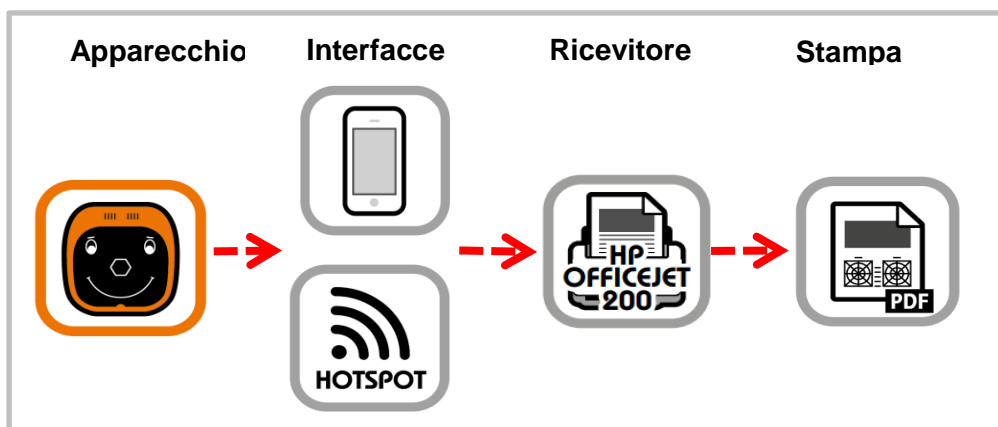 Apparecchio
Interfacce
Ricevitore
Stampa
HOTSPOT
HP
OFFICEJET
200
PDF